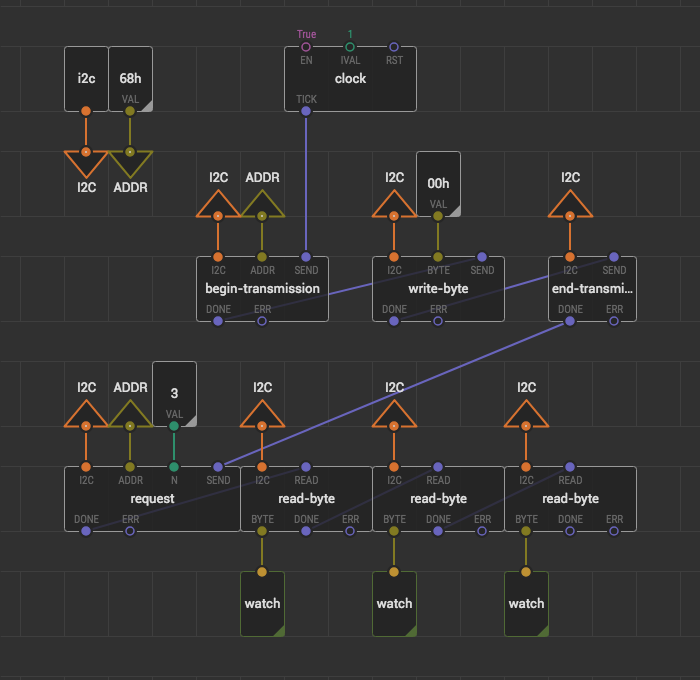 True 1
EN IVAL RST
i2c 68h clock
VAL TICK
I2C ADDR
I2C ADDR I2C 00h I2C
VAL
I2C ADDR SEND I2C BYTE SEND I2C SEND
begin-transmission write-byte end-transmi...
DONE ERR DONE ERR DONE ERR
I2C ADDR 3 I2C I2C I2C
VAL
I2C ADDR N SEND I2C READ I2C READ I2C READ
request read-byte read-byte read-byte
DONE ERR BYTE DONE ERR BYTE DONE ERR BYTE DONE ERR
watch watch watch